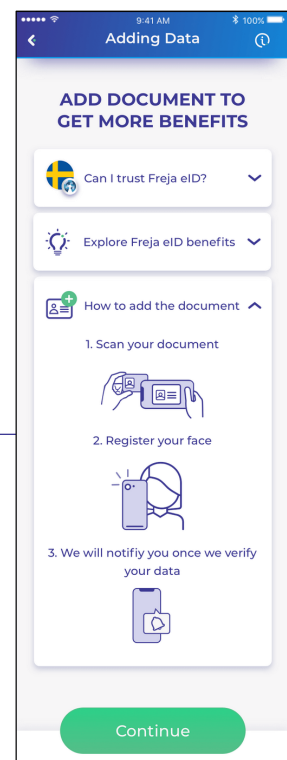 9:41 AM
100%
Adding Data
ADD DOCUMENT TO
GET MORE BENEFITS
Can I trust Freja eID?
Explore Freja eID benefits
How to add the document
1. Scan your document
2. Register your face
3. We will notifiy you once we verify
your data
Continue